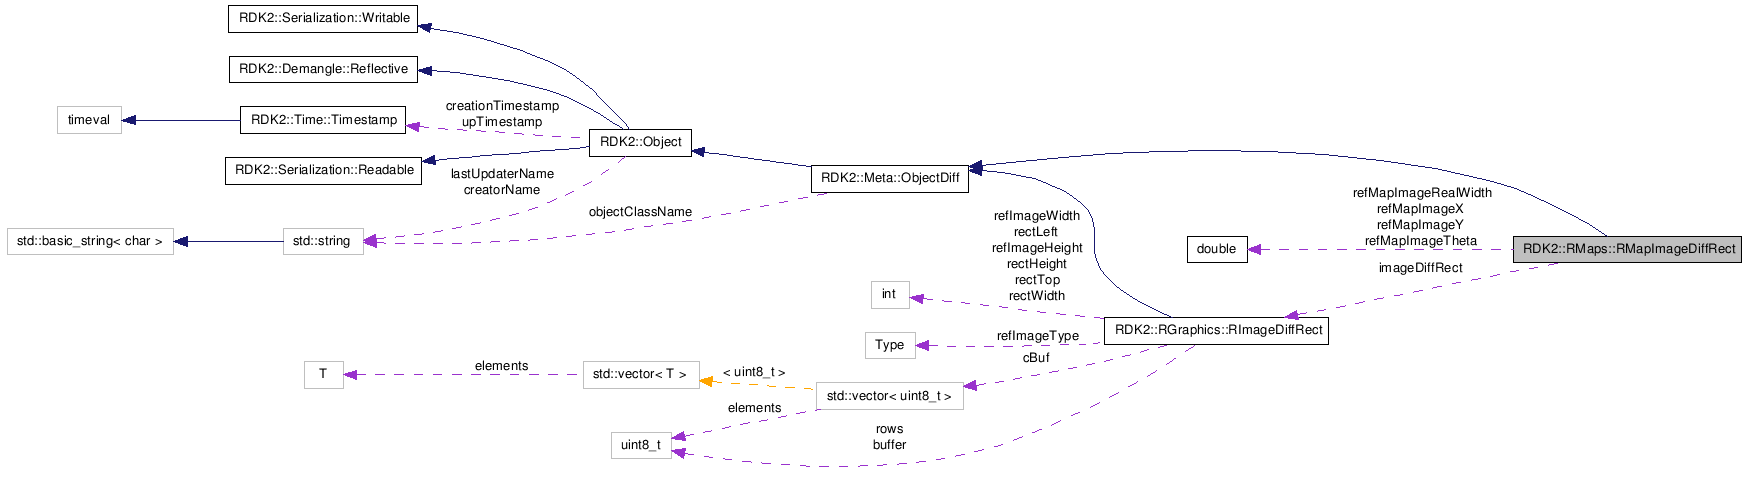 RDK2::Serialization::Writable
RDK2::Demangle::Reflective
timeval
RDK2::Time::Timestamp
creationTimestamp
upTimestamp
RDK2::Object
RDK2::Serialization::Readable
lastUpdaterName
creatorName
RDK2::Meta::ObjectDiff
objectClassName
std::basic_string< char >
std::string
refMapImageRealWidth
refMapImageX
refMapImageY
refMapImageTheta
double
RDK2::RMaps::RMapImageDiffRect
imageDiffRect
refImageWidth
rectLeft
refImageHeight
rectHeight
rectTop
rectWidth
int
RDK2::RGraphics::RImageDiffRect
Type
refImageType
cBuf
T
elements
std::vector< T >
< uint8_t >
std::vector< uint8_t >
elements
uint8_t
rows
buffer